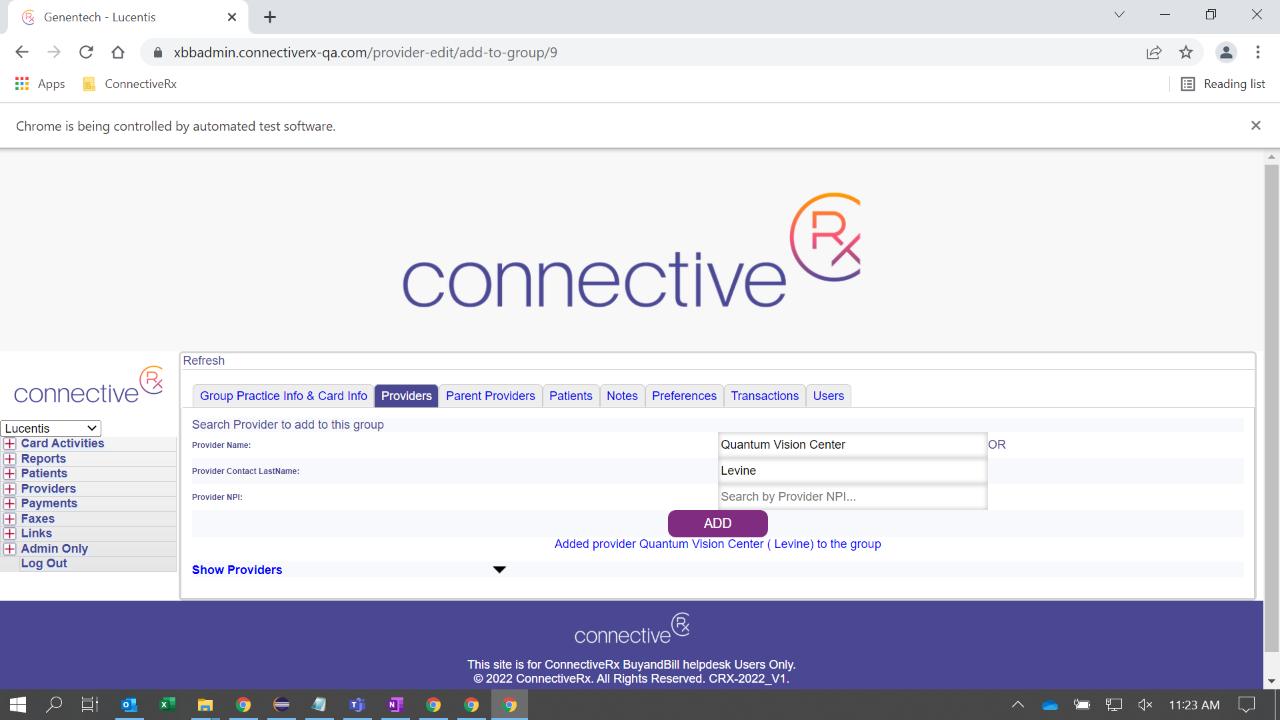 Genentech - Lucentis
xbbadmin.connectiverx-qa.com/provider-edit/add-to-group/9
Apps
ConnectiveRx
Reading list
Chrome is being controlled by automated test software.
connective Rx
connective Rx
Lucentis
Card Activities
Reports
Patients
Providers
Payments
Faxes
Links
Admin Only
Log Out
Refresh
Group Practice Info & Card Info Providers Parent Providers Patients Notes Preferences Transactions Users
Search Provider to add to this group
Provider Name: Quantum Vision Center OR
Provider Contact LastName: Levine
Provider NPI: Search by Provider NPI...
ADD
Added provider Quantum Vision Center ( Levine) to the group
Show Providers
connective Rx
This site is for ConnectiveRx BuyandBill helpdesk Users Only.
© 2022 ConnectiveRx. All Rights Reserved. CRX-2022_V1.
11:23 AM